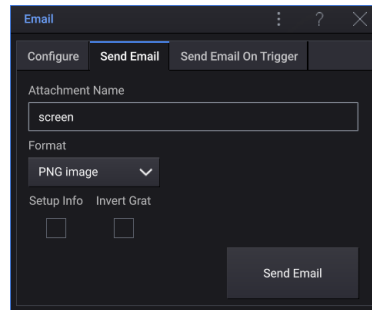 Email
Configure Send Email Send Email On Trigger
Attachment Name
screen
Format
PNG image
Setup Info Invert Grat
Send Email